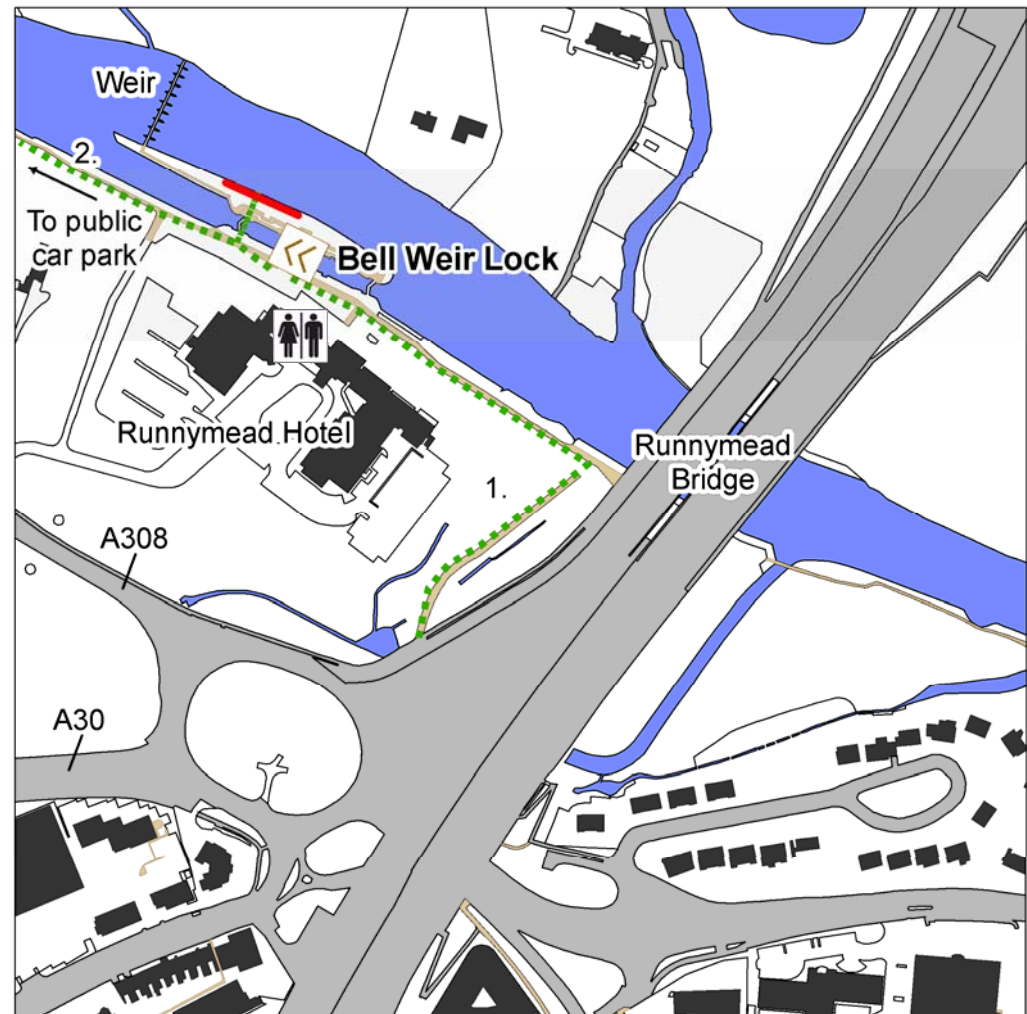 Weir
2.
To public
car park
Bell Weir Lock
Runnymead Hotel
Runnymead
Bridge
1.
A308
A30